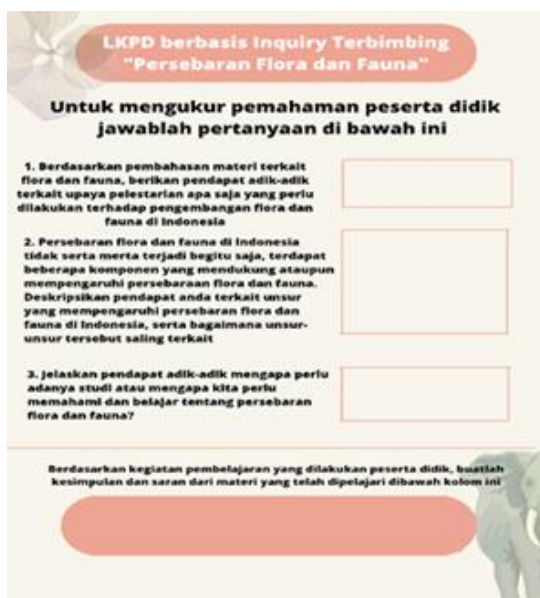 LKPD berbasis Inquiry Terbimbing
"Persebaran Flora dan Fauna"
Untuk mengukur pemahaman peserta didik
jawablah pertanyaan di bawah ini
1. Berdasarkan pembahasan materi terkait
flora dan fauna, berikan pendapat adik-adik
terkait upaya pelestarian apa saja yang perlu
dilakukan terhadap pengembangan flora dan
fauna di Indonesia
2. Persebaran flora dan fauna di Indonesia
tidak serta merta terjadi begitu saja, terdapat
beberapa komponen yang mendukung ataupun
mempengaruhi persebaraan flora dan fauna.
Deskripsikan pendapat anda terkait unsur
yang mempengaruhi persebaran flora dan
fauna di Indonesia, serta bagaimana unsur-
unsur tersebut saling terkait
3. Jelaskan pendapat adik-adik mengapa perlu
adanya studi atau mengapa kita perlu
memahami dan belajar tentang persebaran
flora dan fauna?
Berdasarkan kegiatan pembelajaran yang dilakukan peserta didik, buatlah
kesimpulan dan saran dari materi yang telah dipelajari dibawah kolom ini